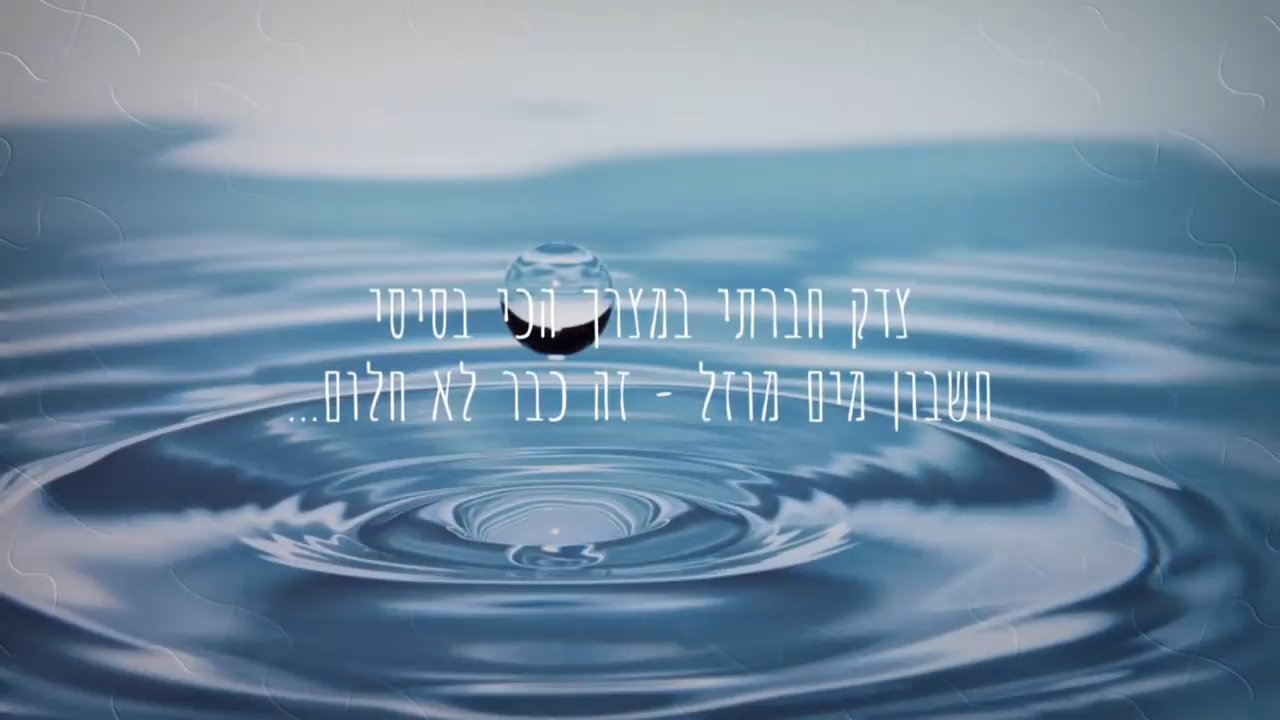 צדק חברתי במצרך הכי בסיסי
חשבון מים מוזל - זה כבר לא חלום...